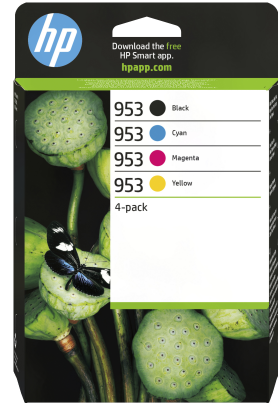 hp
Download the free
HP Smart app.
hpapp.com
953 Black
953 Cyan
953 Magenta
953 Yellow
4-pack